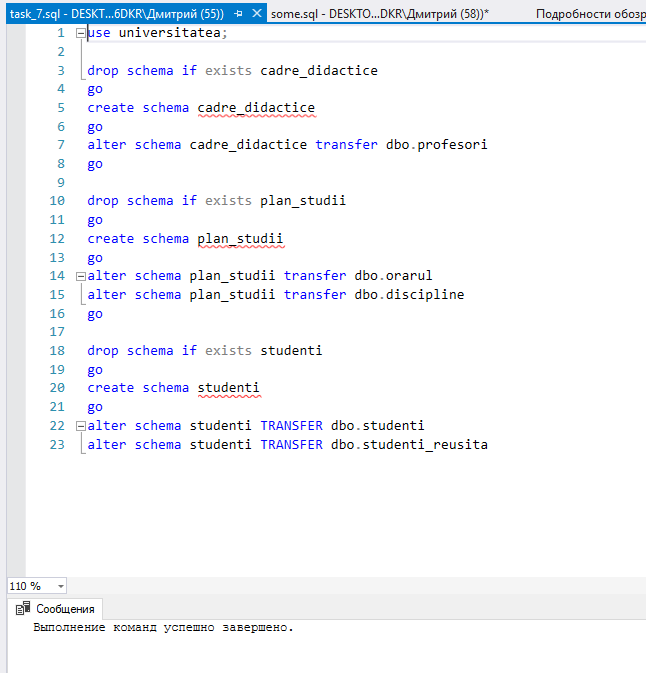 task_7.sql - DESKT...6DKR\Дмитрий (55)) some.sql - DESKTO...DKR\Дмитрий (58))* Подробности обозр
1 use universitatea;
2
3 drop schema if exists cadre_didactice
4 go
5 create schema cadre_didactice
6 go
7 alter schema cadre_didactice transfer dbo.profesori
8 go
9
10 drop schema if exists plan_studii
11 go
12 create schema plan_studii
13 go
14 alter schema plan_studii transfer dbo.orarul
15 alter schema plan_studii transfer dbo.discipline
16 go
17
18 drop schema if exists studenti
19 go
20 create schema studenti
21 go
22 alter schema studenti TRANSFER dbo.studenti
23 alter schema studenti TRANSFER dbo.studenti_reusita
110 %
Сообщения
Выполнение команд успешно завершено.